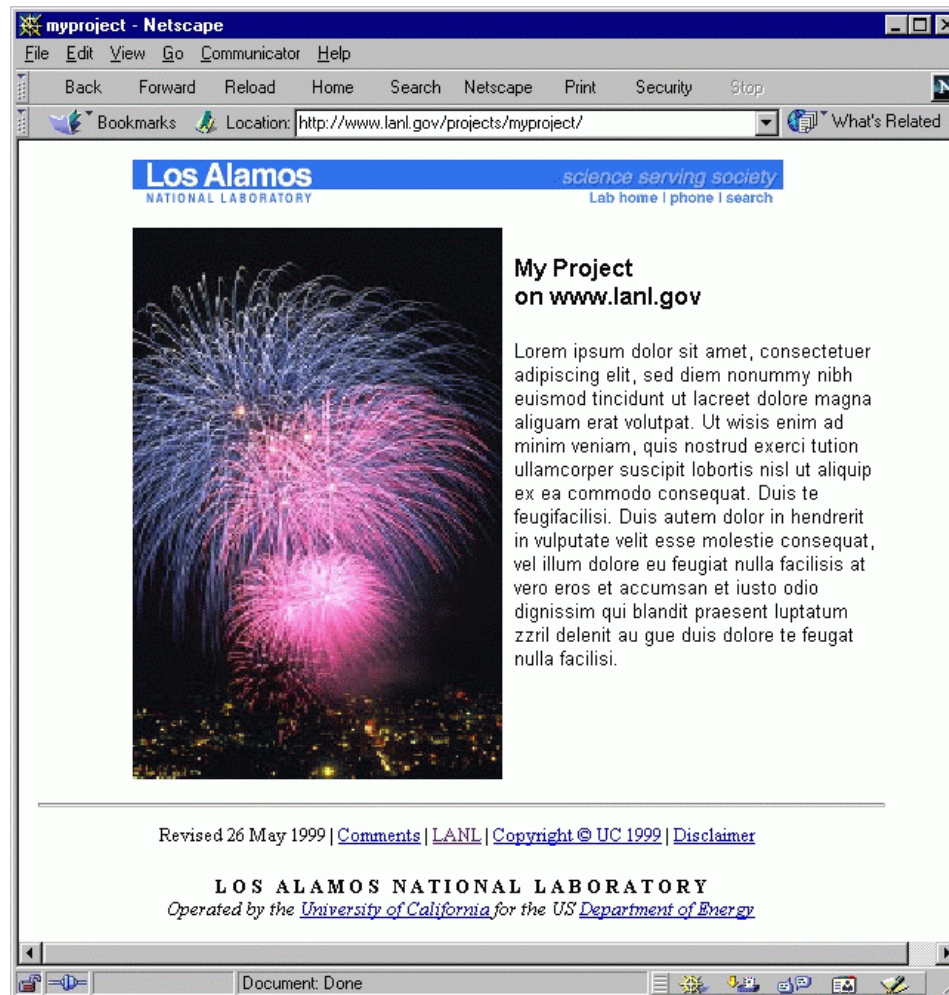 myproject - Netscape
File Edit View Go Communicator Help
Back Forward Reload Home Search Netscape Print Security Stop
Bookmarks Location: http://www.lanl.gov/projects/myproject/ What's Related
Los Alamos science serving society
NATIONAL LABORATORY Lab home | phone | search
My Project
on www.lanl.gov
Lorem ipsum dolor sit amet, consectetuer
adipiscing elit, sed diem nonummy nibh
euismod tincidunt ut lacreet dolore magna
aliguam erat volutpat. Ut wisis enim ad
minim veniam, quis nostrud exerci tution
ullamcorper suscipit lobortis nisl ut aliquip
ex ea commodo consequat. Duis te
feugifacilisi. Duis autem dolor in hendrerit
in vulputate velit esse molestie consequat,
vel illum dolore eu feugiat nulla facilisis at
vero eros et accumsan et iusto odio
dignissim qui blandit praesent luptatum
zzril delenit au gue duis dolore te feugat
nulla facilisi.
Revised 26 May 1999 | Comments | LANL | Copyright © UC 1999 | Disclaimer
LOS ALAMOS NATIONAL LABORATORY
Operated by the University of California for the US Department of Energy
Document: Done